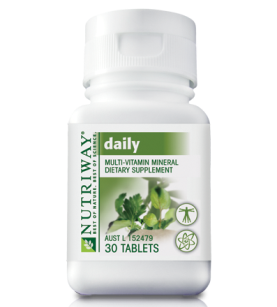 daily
MULTI-VITAMIN MINERAL
DIETARY SUPPLEMENT
NUTRIWAY®
BEST OF NATURE. BEST OF SCIENCE.
AUST L 152479
30 TABLETS